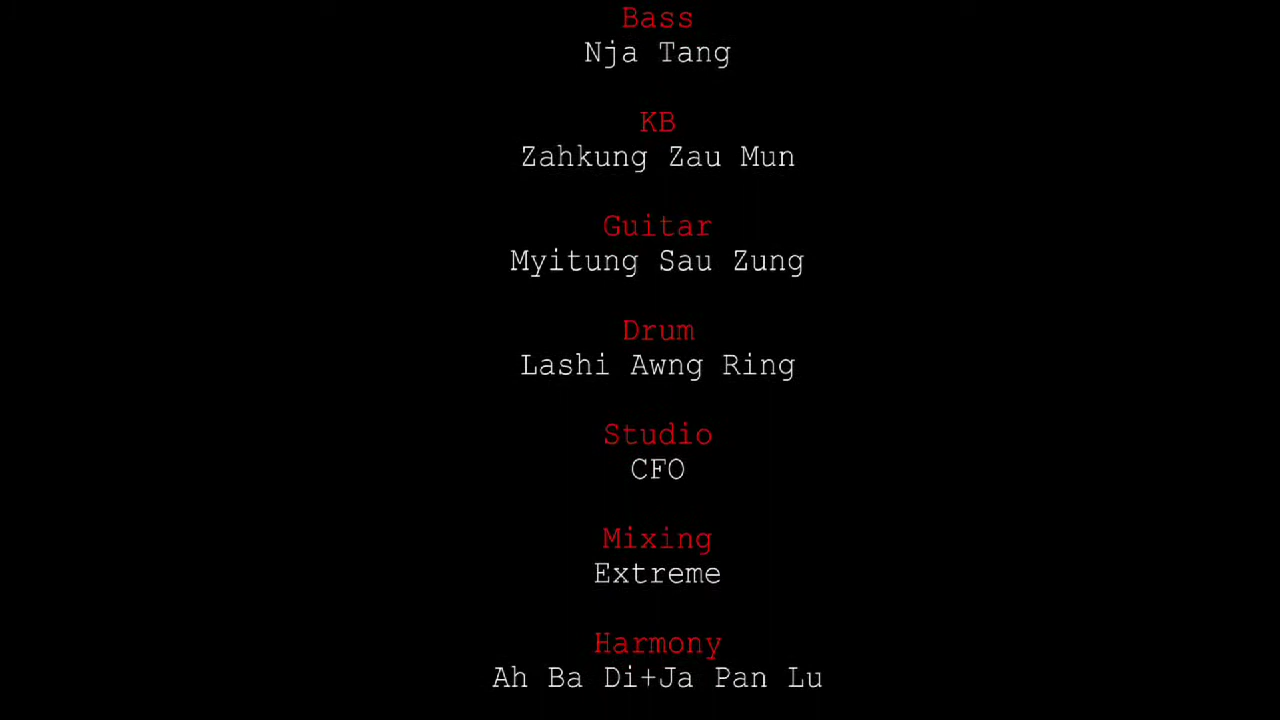 Bass
Nja Tang
KB
Zahkung Zau Mun
Guitar
Myitung Sau Zung
Drum
Lashi Awng Ring
Studio
CFO
Mixing
Extreme
Harmony
Ah Ba Di+Ja Pan Lu